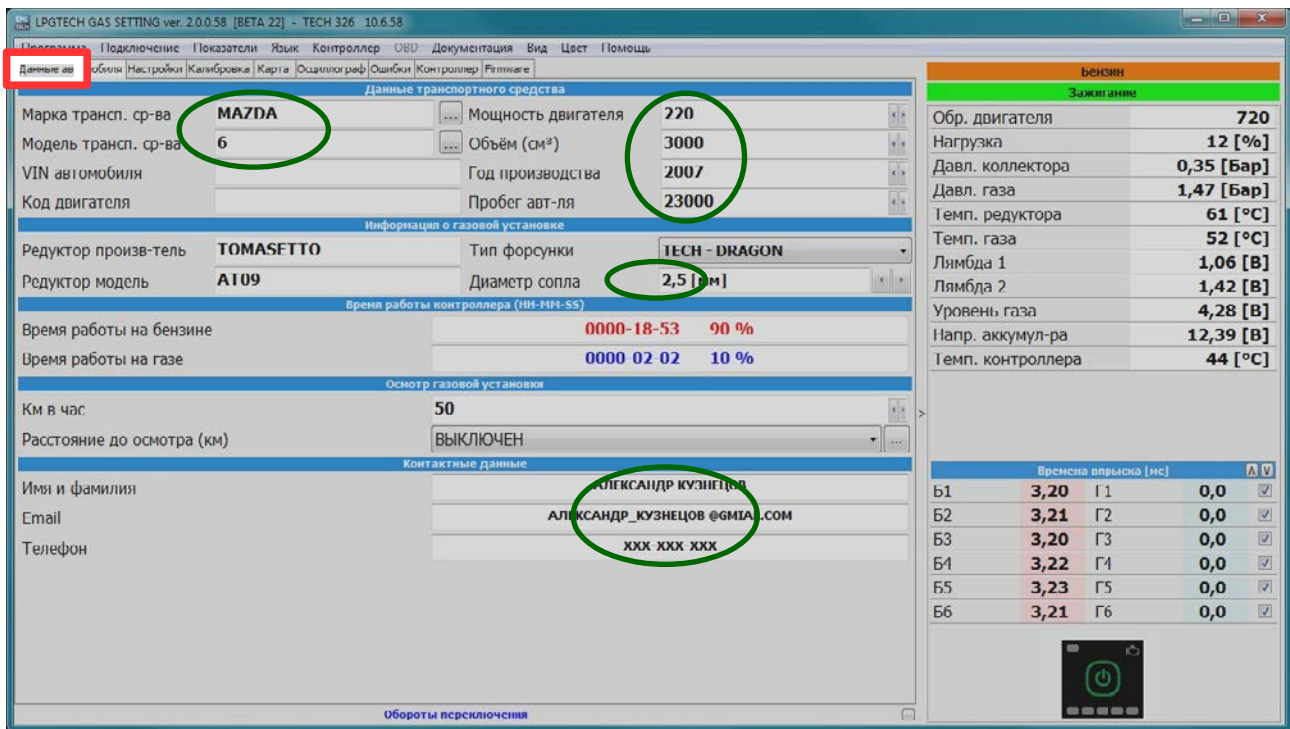 LPGTECH GAS SETTING ver. 2.0.0.58 [BETA 22] - TECH 326 10.6.58
Программа Подключение Показатели Язык Контроллер OBD Документация Вид Цвет Помощь
Данные ав обиля Настройки Калибровка Карта Осциллограф Ошибки Контроллер Firmware
Данные транспортного средства
Марка трансп. ср-ва MAZDA ... Мощность двигателя 220
Модель трансп. ср-ва 6 ... Объём (см³) 3000
VIN автомобиля Год производства 2007
Код двигателя Пробег авт-ля 23000
Информация о газовой установке
Редуктор произв-тель TOMASETTO Тип форсунки TECH - DRAGON
Редуктор модель AT09 Диаметр сопла 2,5 [мм]
Время работы контроллера (HH-MM-SS)
Время работы на бензине 0000-18-53 90 %
Время работы на газе 0000-02-02 10 %
Осмотр газовой установки
Км в час 50
Расстояние до осмотра (км) ВЫКЛЮЧЕН ...
Контактные данные
Имя и фамилия АЛЕКСАНДР КУЗНЕЦОВ
Email АЛЕКСАНДР_КУЗНЕЦОВ @GMIAL.COM
Телефон XXX-XXX-XXX
Обороты переключения
>
Бензин
Зажигание
Обр. двигателя 720
Нагрузка 12 [%]
Давл. коллектора 0,35 [Бар]
Давл. газа 1,47 [Бар]
Темп. редуктора 61 [°C]
Темп. газа 52 [°C]
Лямбда 1 1,06 [В]
Лямбда 2 1,42 [В]
Уровень газа 4,28 [В]
Напр. аккумул-ра 12,39 [В]
Темп. контроллера 44 [°C]
Времена впрыска [мс]
Б1 3,20 Г1 0,0
Б2 3,21 Г2 0,0
Б3 3,20 Г3 0,0
Б4 3,22 Г4 0,0
Б5 3,23 Г5 0,0
Б6 3,21 Г6 0,0